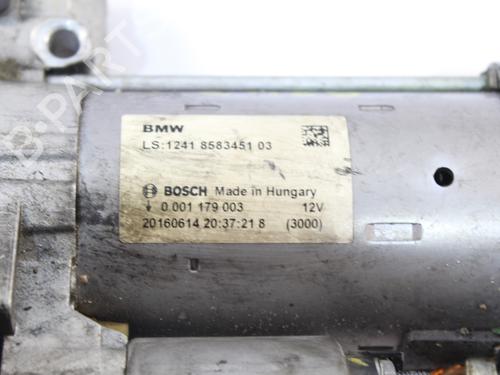 BMW
LS:1241 8583451 03
BOSCH Made in Hungary
0 001 179 003 12V
20160614 20:37:21 8 (3000)
B-PARTS